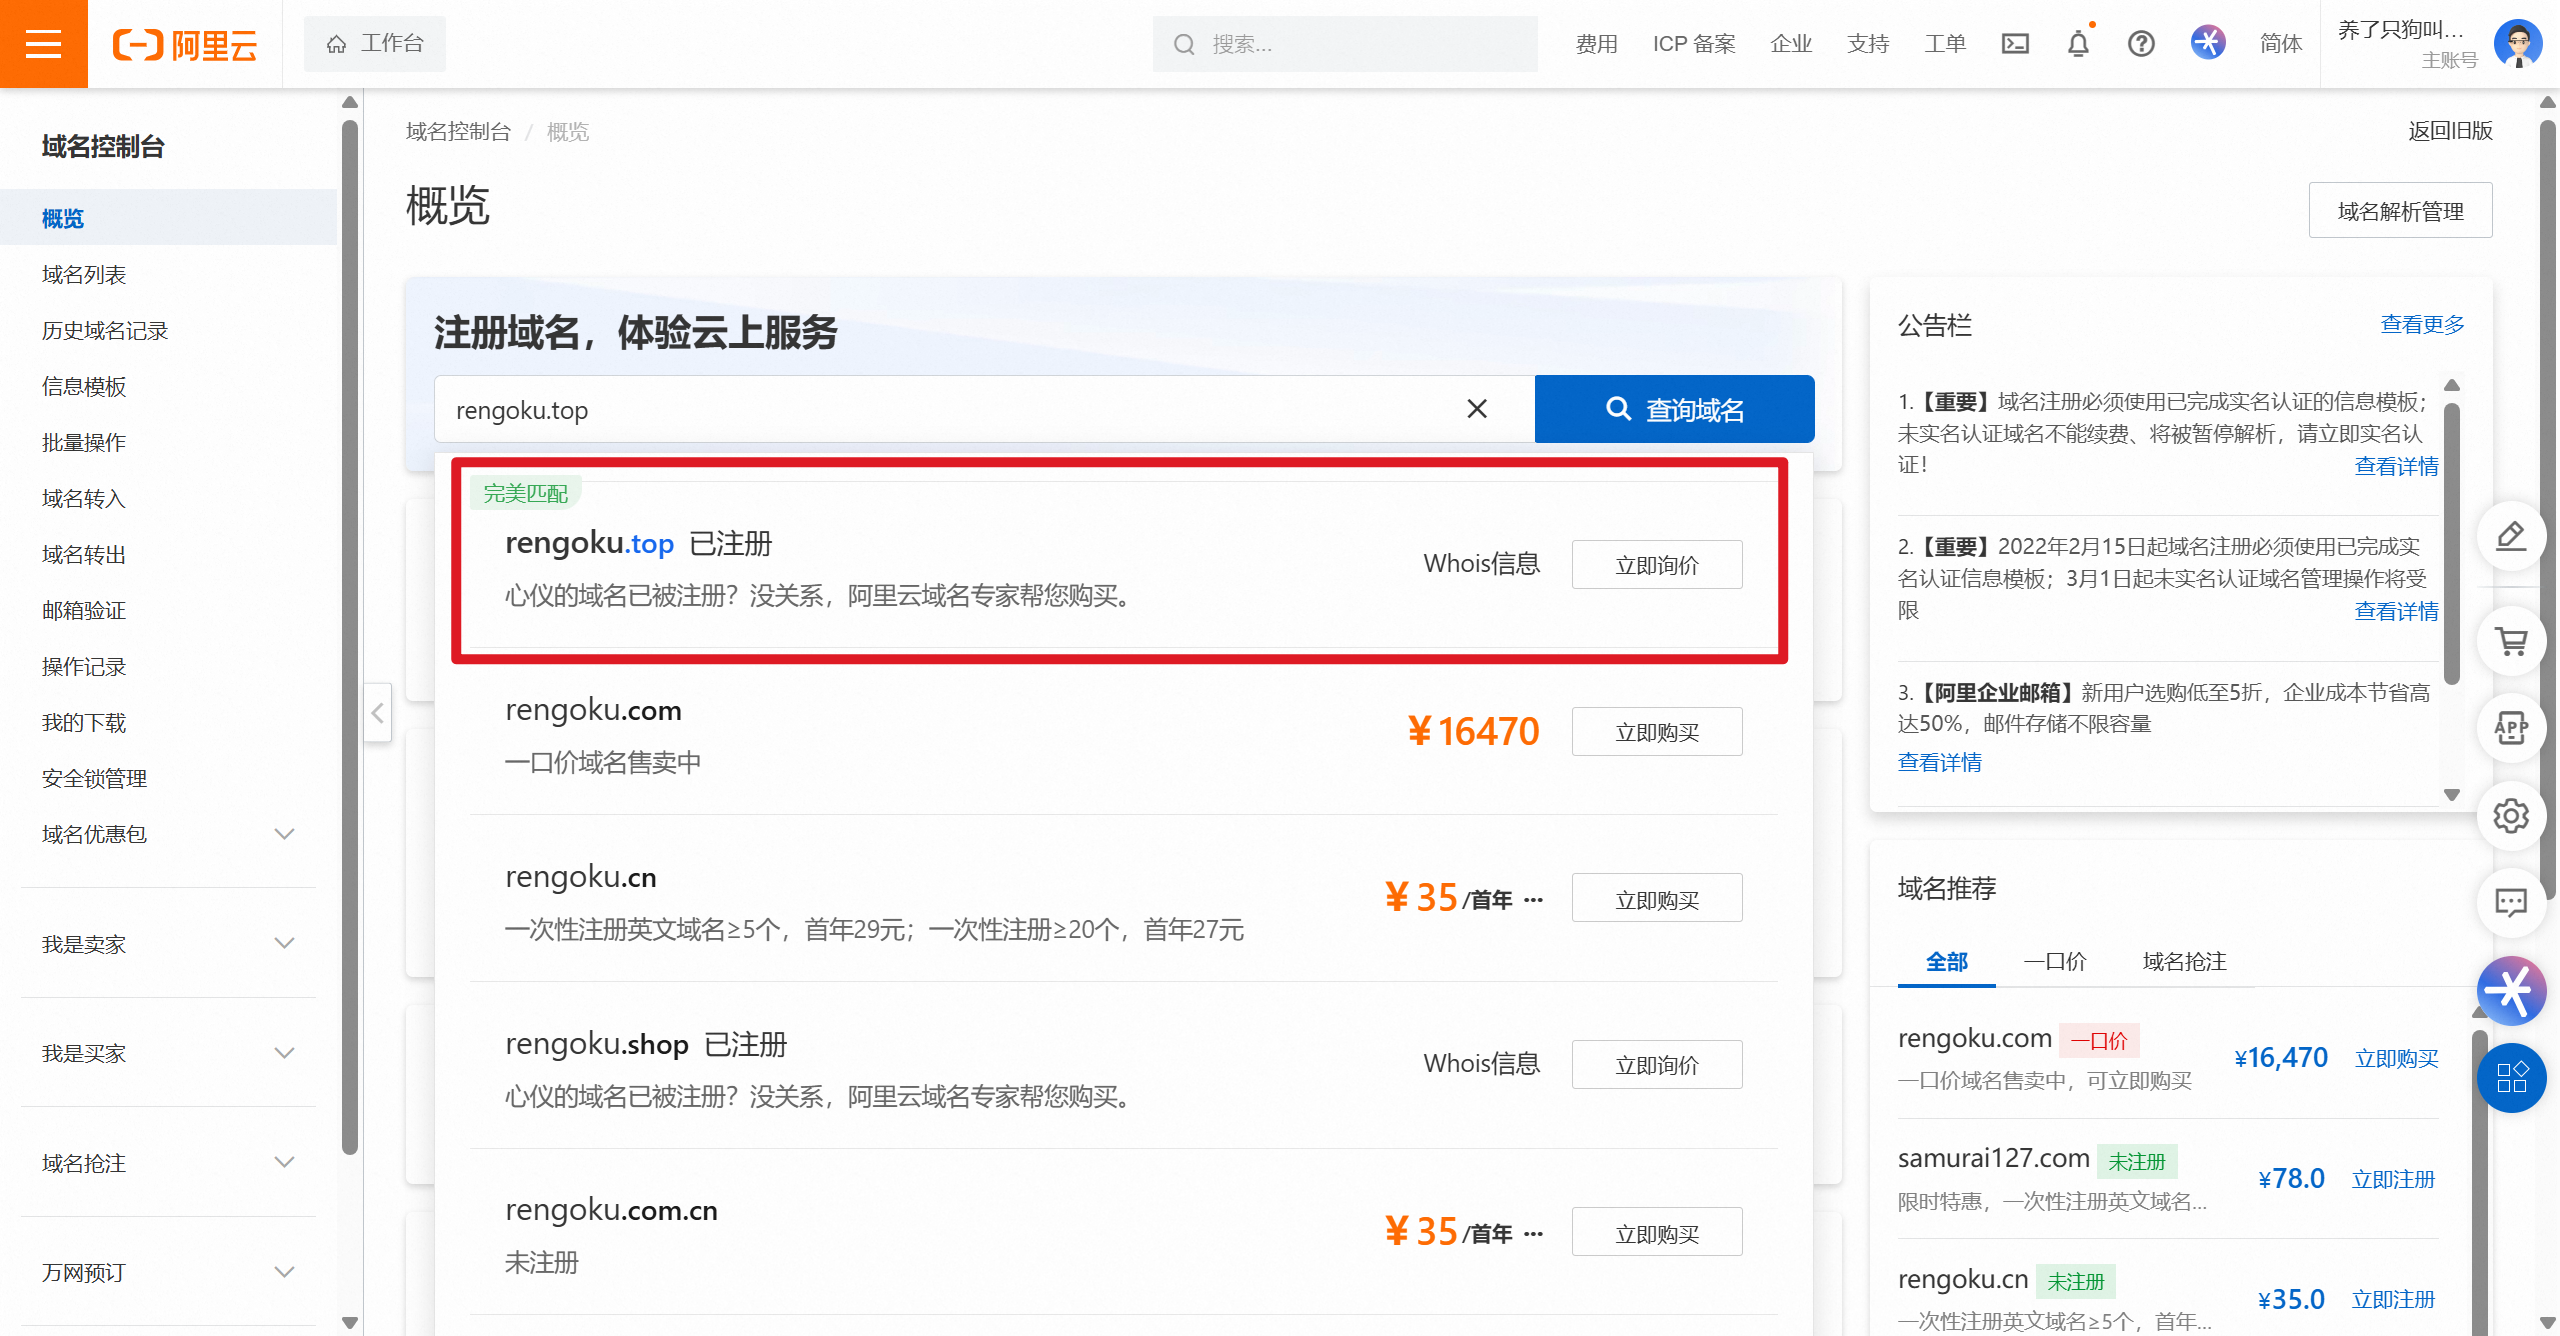 阿里云
工作台
搜索...
费用
ICP 备案
企业
支持
工单
简体
养了只狗叫...
主账号
域名控制台
概览
域名列表
历史域名记录
信息模板
批量操作
域名转入
域名转出
邮箱验证
操作记录
我的下载
安全锁管理
域名优惠包
我是卖家
我是买家
域名抢注
万网预订
域名控制台 / 概览
返回旧版
概览
域名解析管理
注册域名，体验云上服务
rengoku.top
查询域名
完美匹配
rengoku.top 已注册
心仪的域名已被注册？没关系，阿里云域名专家帮您购买。
Whois信息
立即询价
rengoku.com
一口价域名售卖中
¥16470
立即购买
rengoku.cn
一次性注册英文域名≥5个，首年29元；一次性注册≥20个，首年27元
¥ 35 /首年 ···
立即购买
rengoku.shop 已注册
心仪的域名已被注册？没关系，阿里云域名专家帮您购买。
Whois信息
立即询价
rengoku.com.cn
未注册
¥ 35 /首年 ···
立即购买
公告栏
查看更多
1.【重要】域名注册必须使用已完成实名认证的信息模板；
未实名认证域名不能续费、将被暂停解析，请立即实名认
证！
查看详情
2.【重要】2022年2月15日起域名注册必须使用已完成实
名认证信息模板；3月1日起未实名认证域名管理操作将受
限
查看详情
3.【阿里企业邮箱】新用户选购低至5折，企业成本节省高
达50%，邮件存储不限容量
查看详情
APP
域名推荐
全部
一口价
域名抢注
rengoku.com 一口价
一口价域名售卖中，可立即购买
¥16,470
立即购买
samurai127.com 未注册
限时特惠，一次性注册英文域名...
¥78.0
立即注册
rengoku.cn 未注册
一次性注册英文域名≥5个，首年...
¥35.0
立即注册